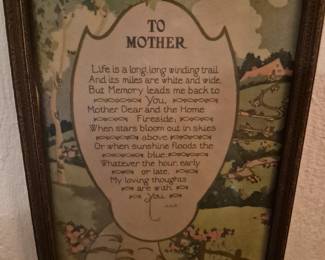 TO
MOTHER
Life is a long, long winding trail
And its miles are white and wide,
But Memory leads me back to
You,
Mother Dear and the Home
Fireside;
When stars bloom out in skies
above
Or when sunshine floods the
blue,
Whatever the hour, early
or late,
My loving thoughts
are with
You.